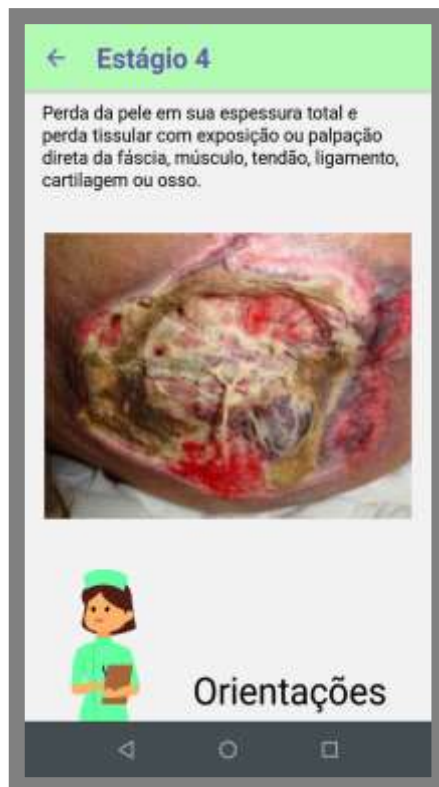 Estágio 4
Perda da pele em sua espessura total e
perda tissular com exposição ou palpação
direta da fáscia, músculo, tendão, ligamento,
cartilagem ou osso.
Orientações